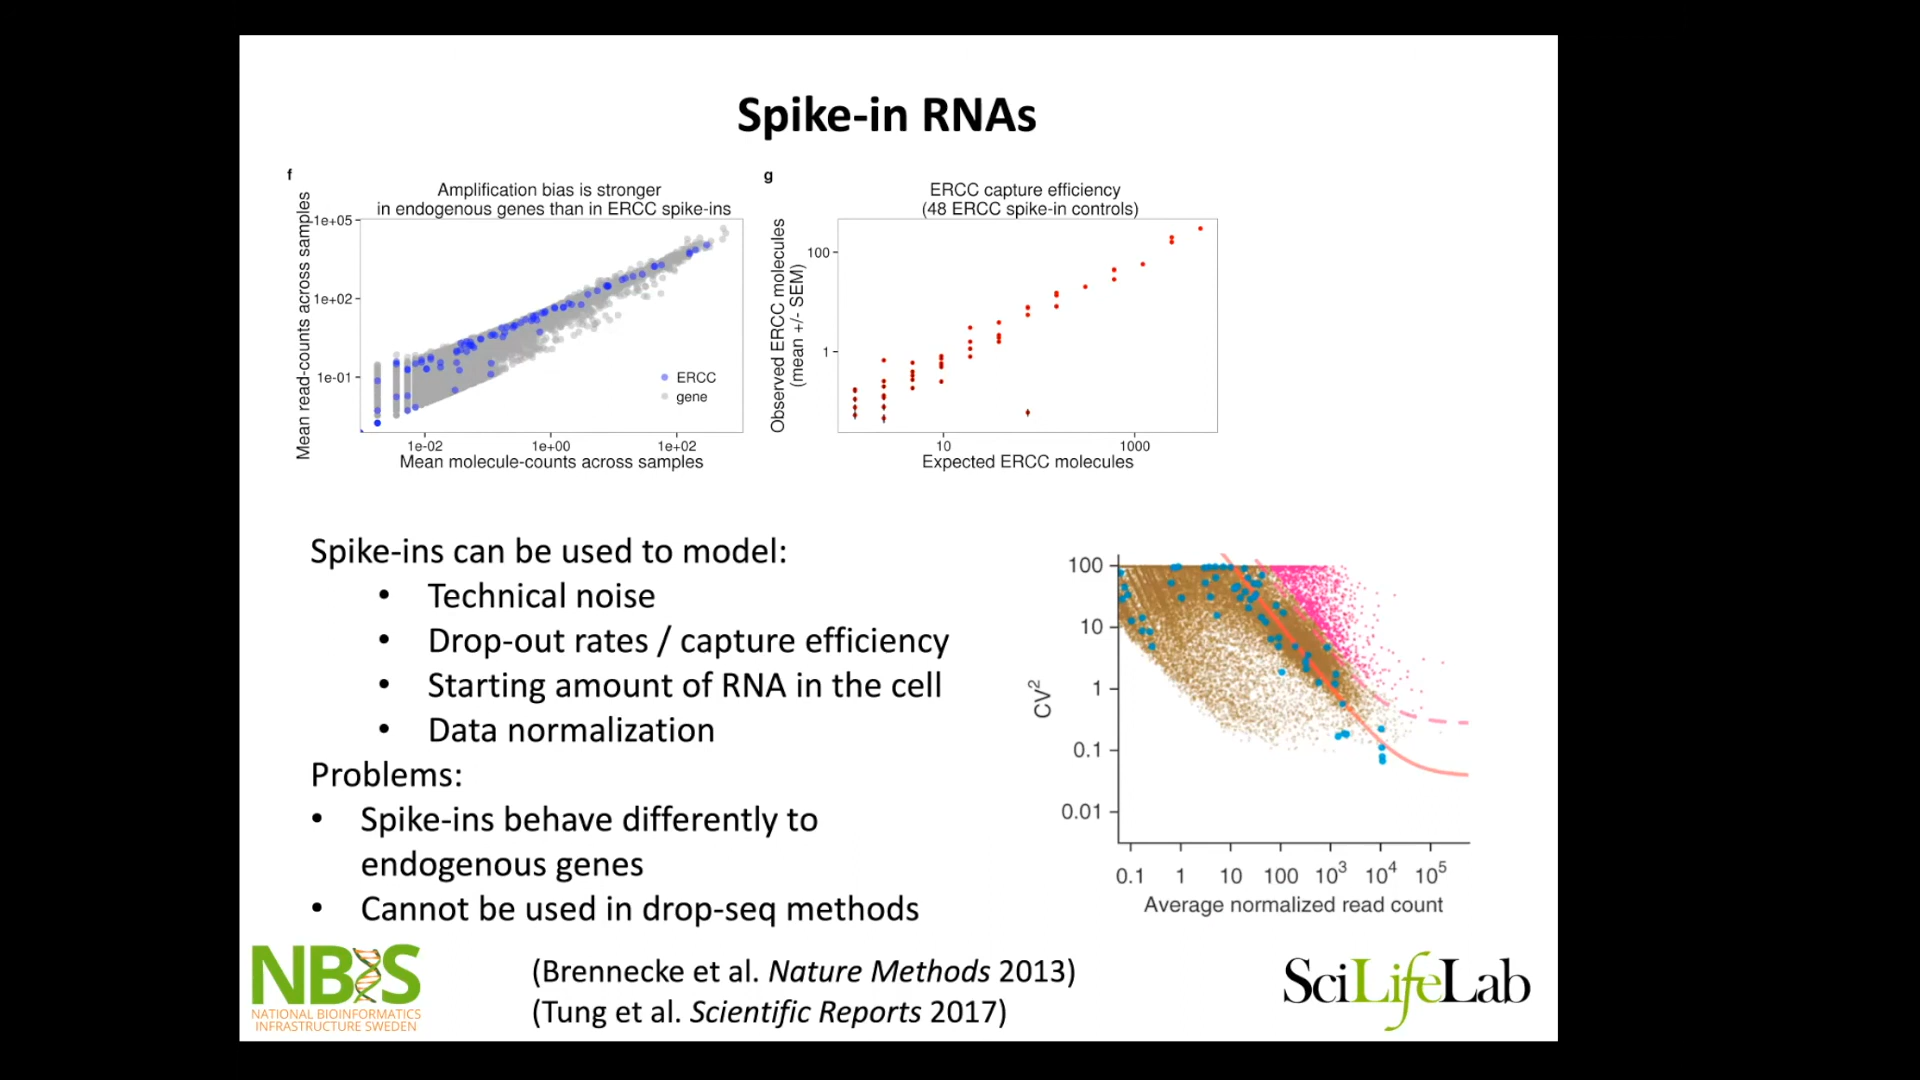 Spike-in RNAs
f
Amplification bias is stronger
in endogenous genes than in ERCC spike-ins
Mean read-counts across samples
1e+05
1e+02
1e-01
ERCC
gene
1e-02 1e+00 1e+02
Mean molecule-counts across samples
g
ERCC capture efficiency
(48 ERCC spike-in controls)
Observed ERCC molecules
(mean +/- SEM)
100
1
10 1000
Expected ERCC molecules
Spike-ins can be used to model:
• Technical noise
• Drop-out rates / capture efficiency
• Starting amount of RNA in the cell
• Data normalization
Problems:
• Spike-ins behave differently to
endogenous genes
• Cannot be used in drop-seq methods
CV²
100
10
1
0.1
0.01
0.1 1 10 100 10³ 10⁴ 10⁵
Average normalized read count
NBIS
NATIONAL BIOINFORMATICS
INFRASTRUCTURE SWEDEN
(Brennecke et al. Nature Methods 2013)
(Tung et al. Scientific Reports 2017)
SciLifeLab